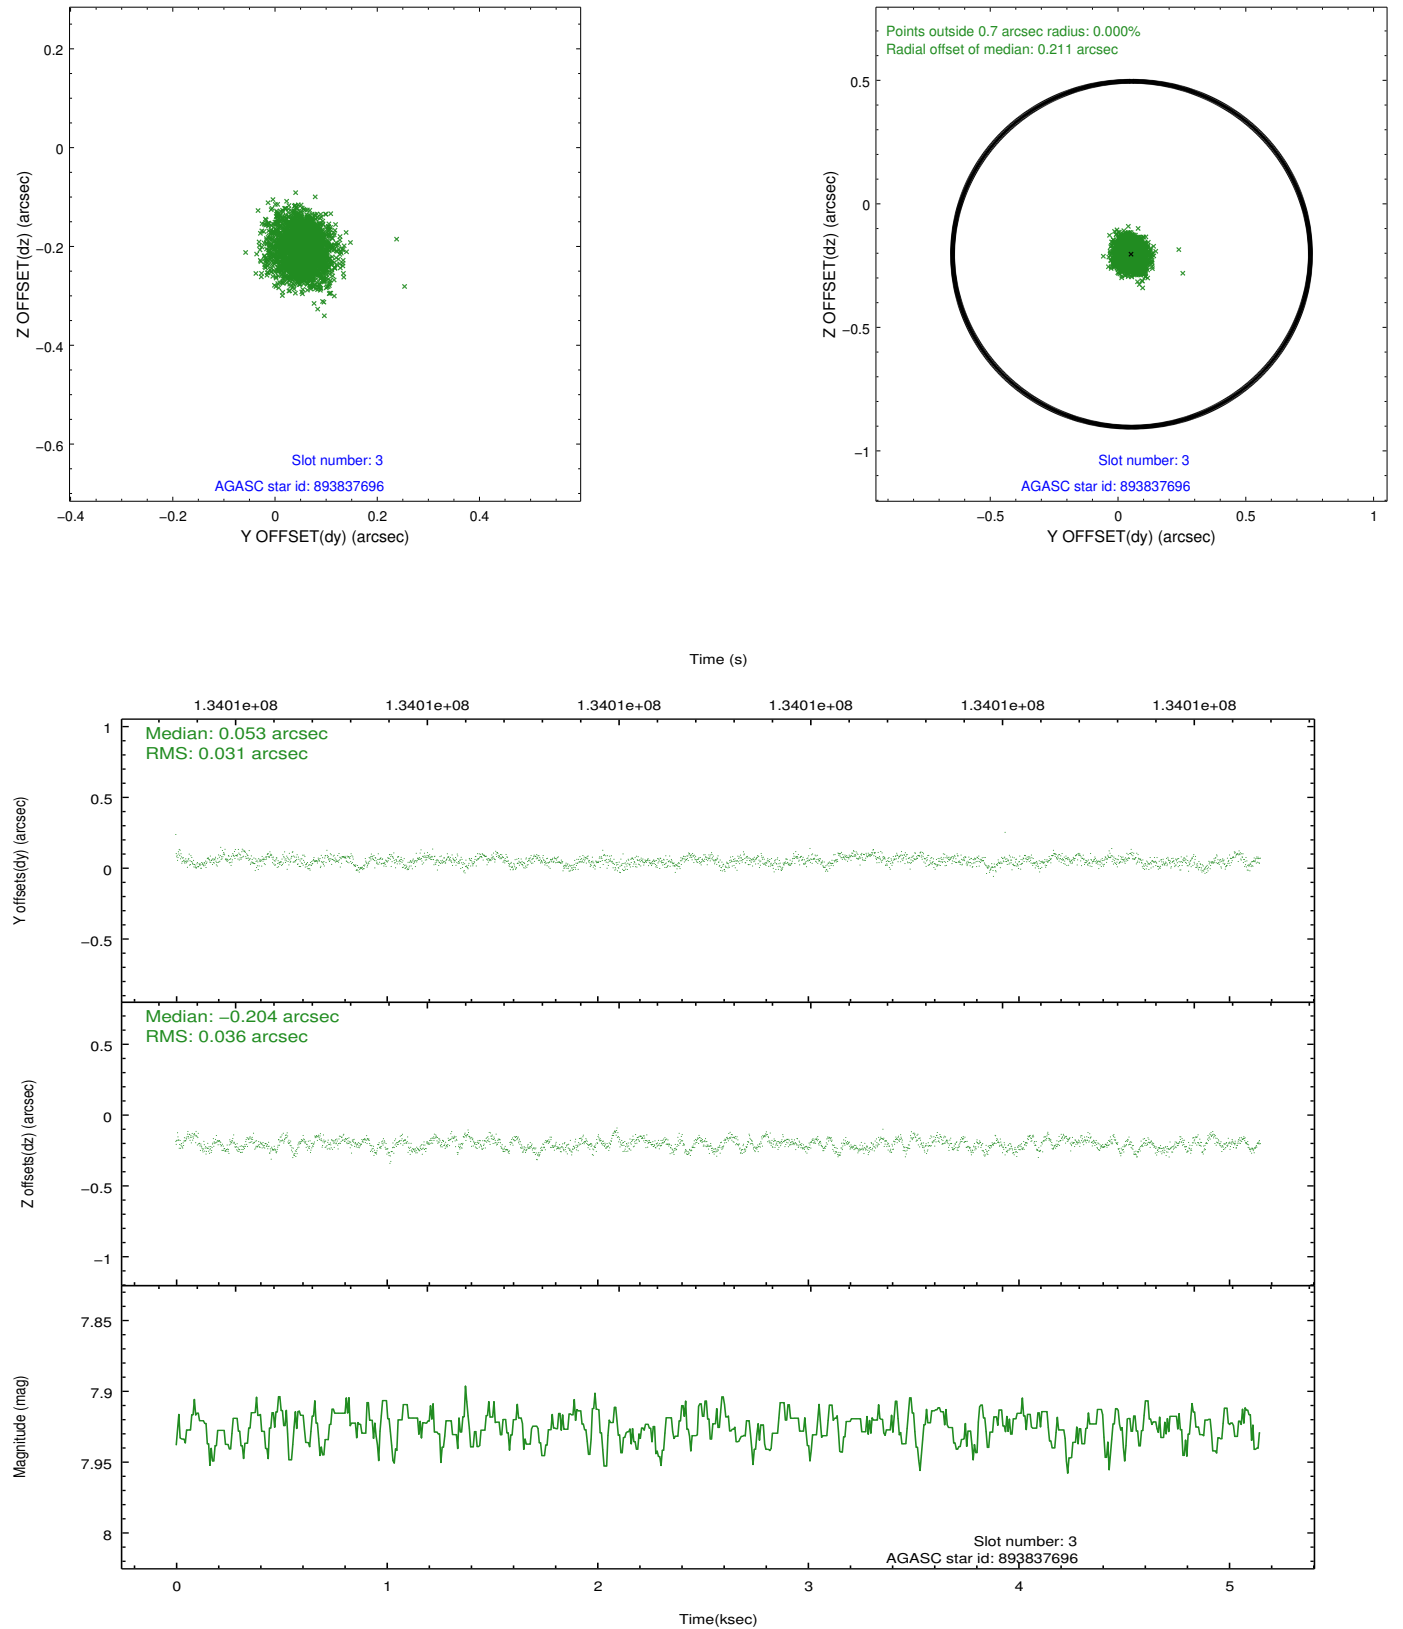 0.2
0
−0.2
−0.4
−0.6
Z OFFSET(dz) (arcsec)
Slot number: 3
AGASC star id: 893837696
−0.4
−0.2
0
0.2
0.4
Y OFFSET(dy) (arcsec)
Points outside 0.7 arcsec radius: 0.000%
Radial offset of median: 0.211 arcsec
0.5
0
−0.5
−1
Z OFFSET(dz) (arcsec)
Slot number: 3
AGASC star id: 893837696
−0.5
0
0.5
1
Y OFFSET(dy) (arcsec)
Time (s)
1.3401e+08
1.3401e+08
1.3401e+08
1.3401e+08
1.3401e+08
1.3401e+08
Median: 0.053 arcsec
RMS: 0.031 arcsec
1
0.5
0
−0.5
Y offsets(dy) (arcsec)
Median: −0.204 arcsec
RMS: 0.036 arcsec
0.5
0
−0.5
−1
Z offsets(dz) (arcsec)
7.85
7.9
7.95
8
Magnitude (mag)
Slot number: 3
AGASC star id: 893837696
0
1
2
3
4
5
Time(ksec)